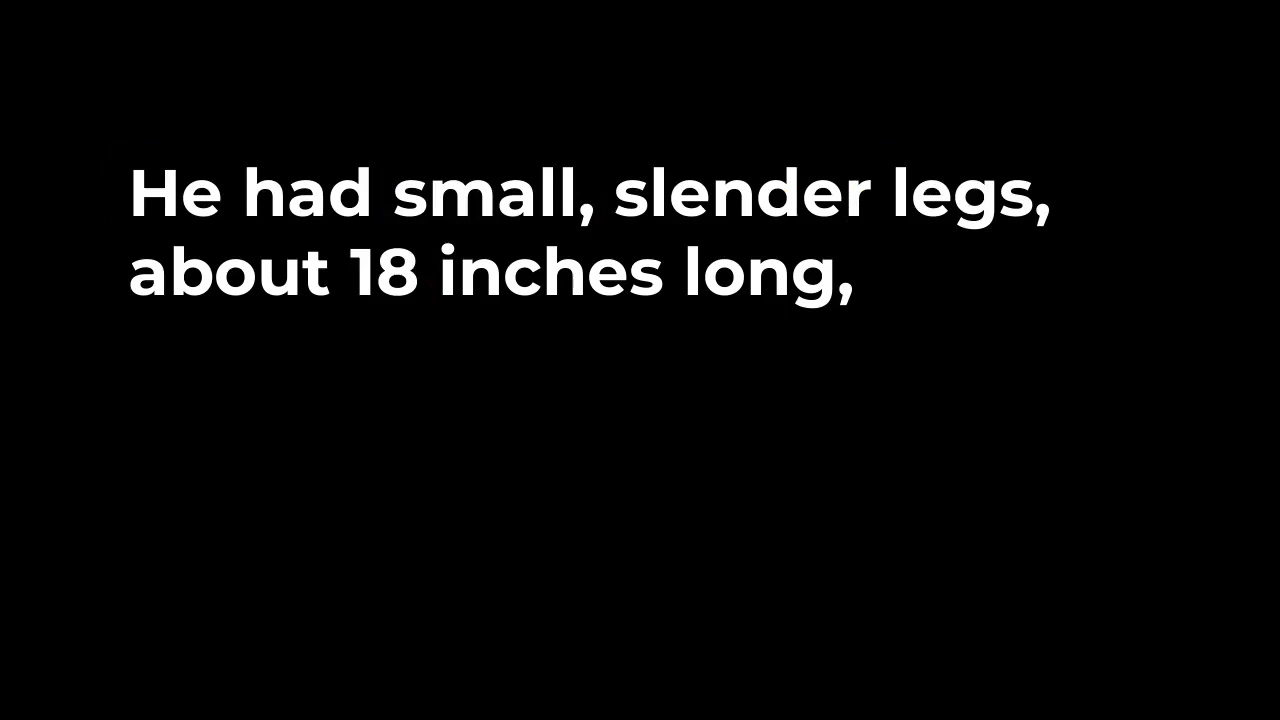 He had small, slender legs,
about 18 inches long,